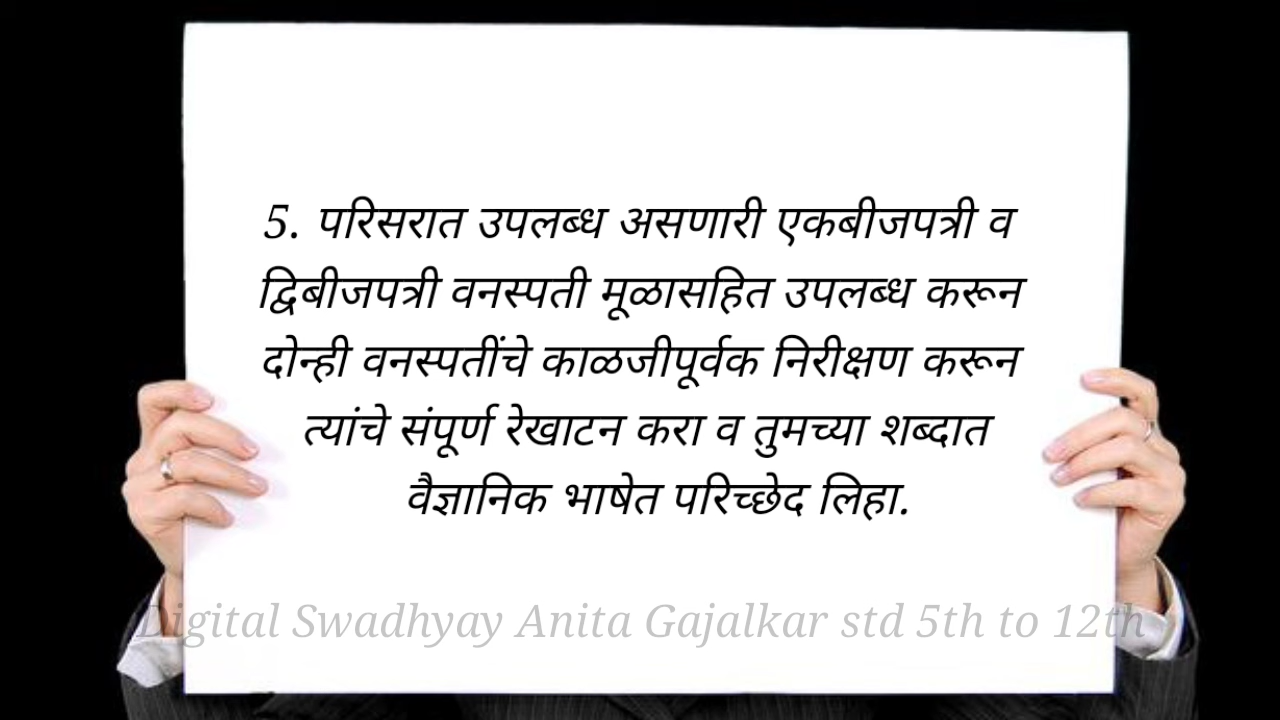 5. परिसरात उपलब्ध असणारी एकबीजपत्री व
द्विबीजपत्री वनस्पती मूळासहित उपलब्ध करून
दोन्ही वनस्पतींचे काळजीपूर्वक निरीक्षण करून
त्यांचे संपूर्ण रेखाटन करा व तुमच्या शब्दात
वैज्ञानिक भाषेत परिच्छेद लिहा.
Digital Swadhyay Anita Gajalkar std 5th to 12th